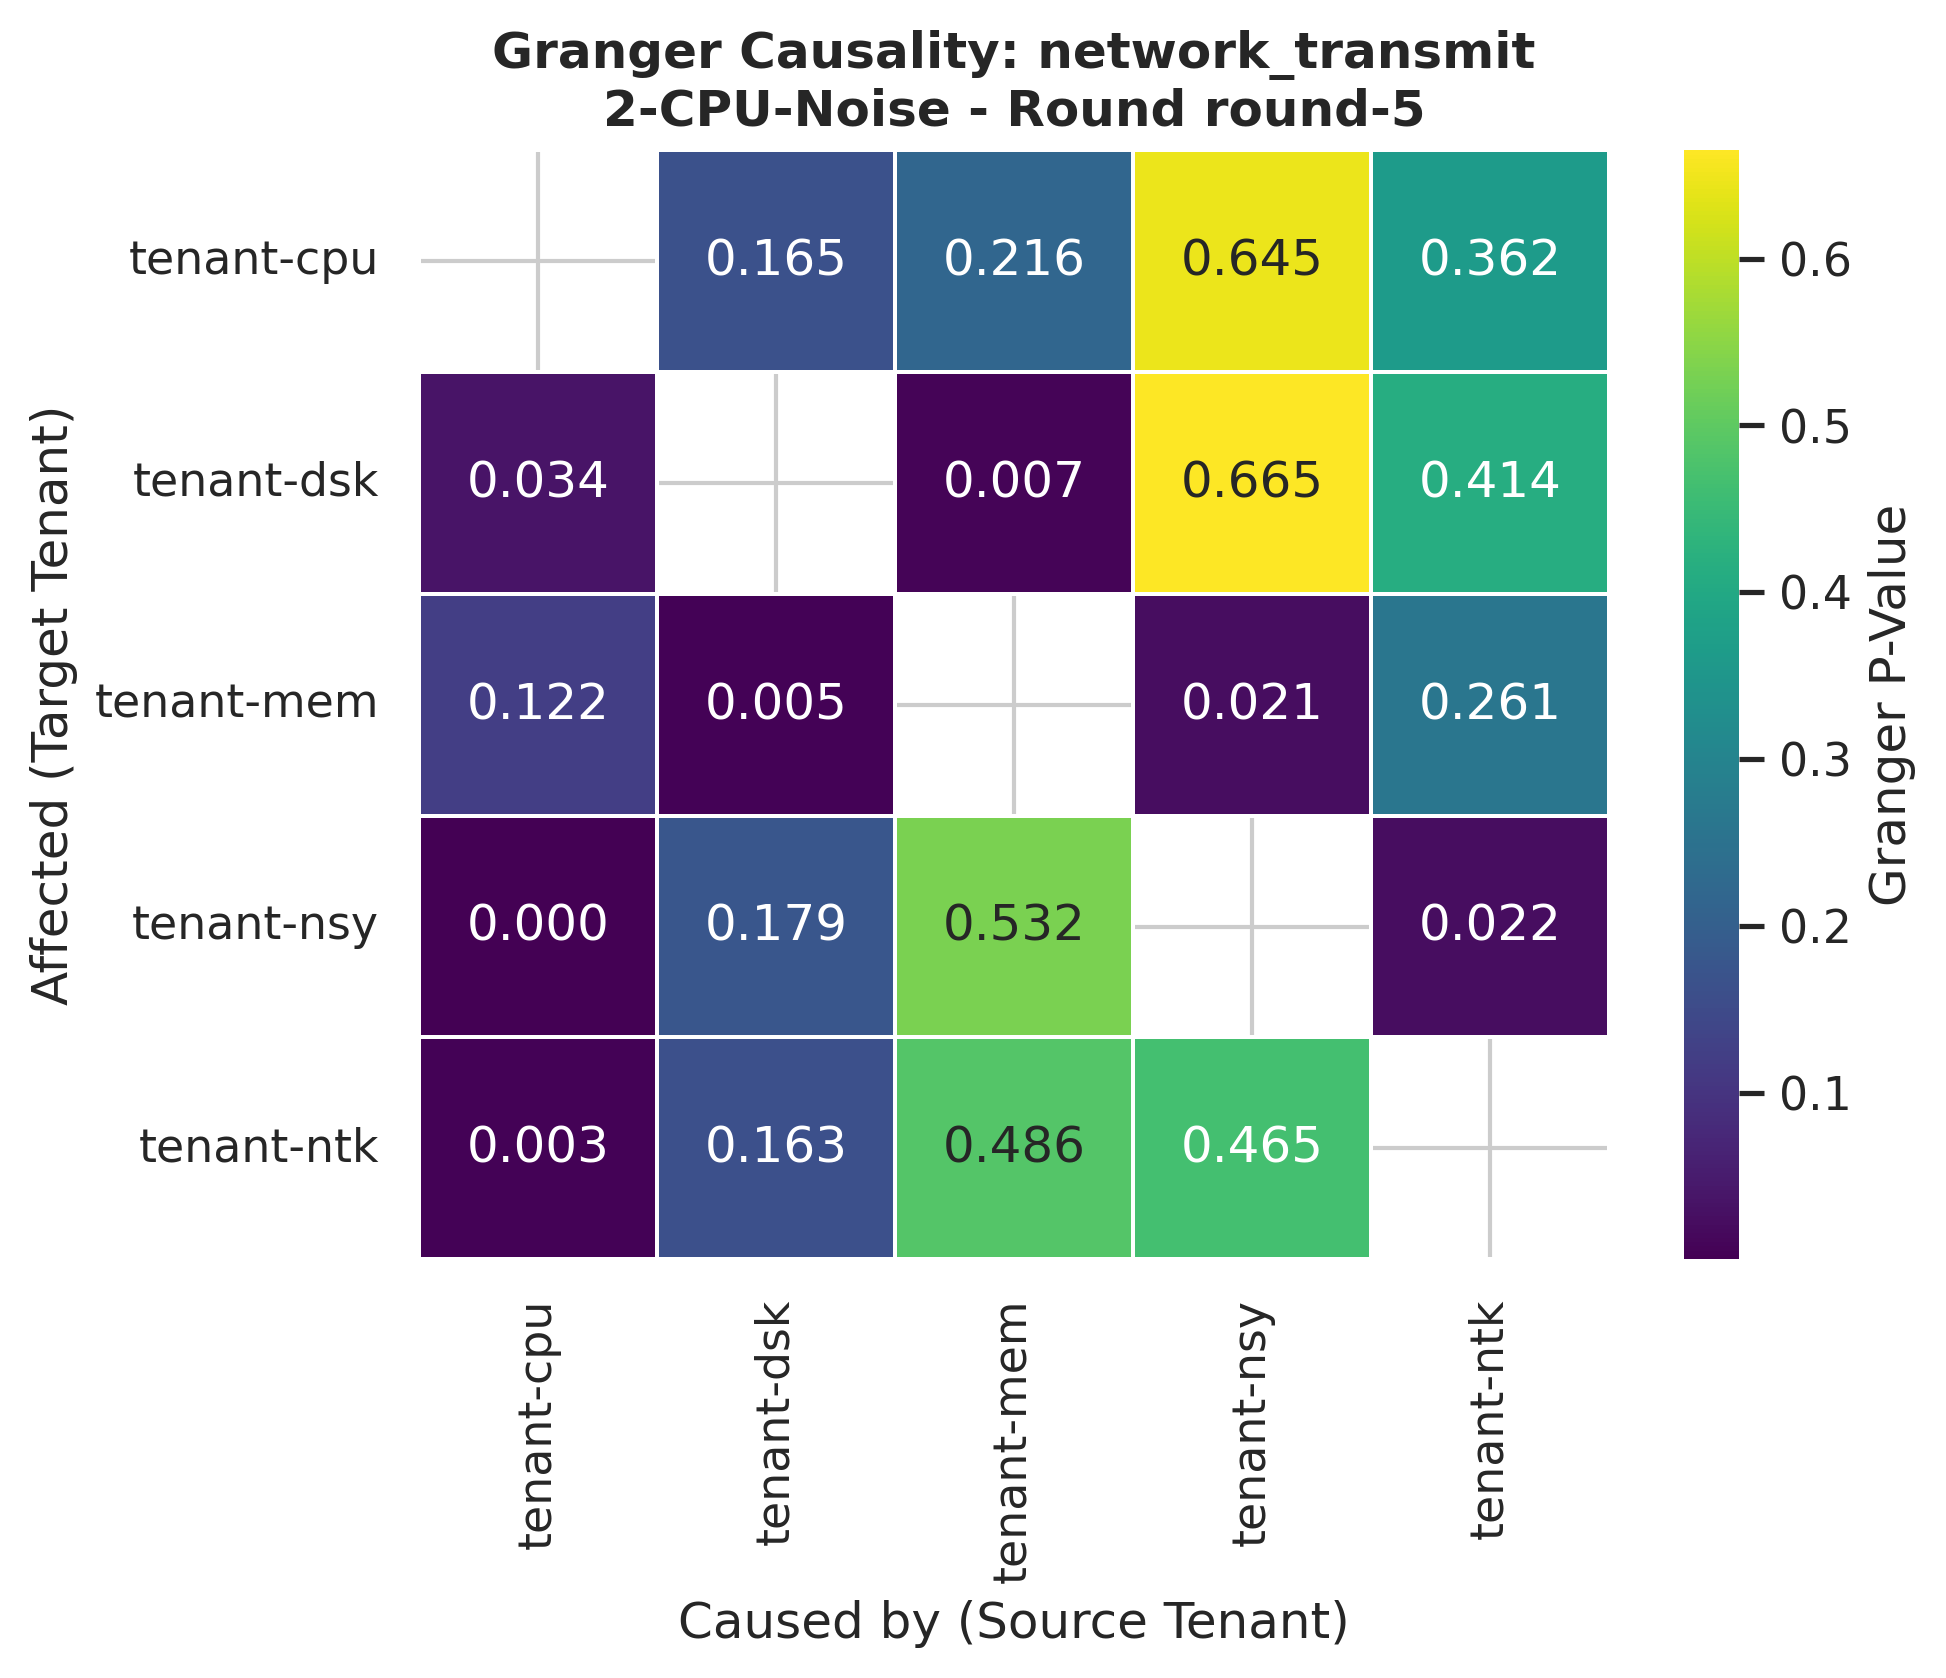 Granger Causality: network_transmit
2-CPU-Noise - Round round-5
Affected (Target Tenant)
tenant-cpu 0.165 0.216 0.645 0.362
tenant-dsk 0.034 0.007 0.665 0.414
tenant-mem 0.122 0.005 0.021 0.261
tenant-nsy 0.000 0.179 0.532 0.022
tenant-ntk 0.003 0.163 0.486 0.465
tenant-cpu
tenant-dsk
tenant-mem
tenant-nsy
tenant-ntk
Caused by (Source Tenant)
0.6
0.5
0.4
0.3
0.2
0.1
Granger P-Value